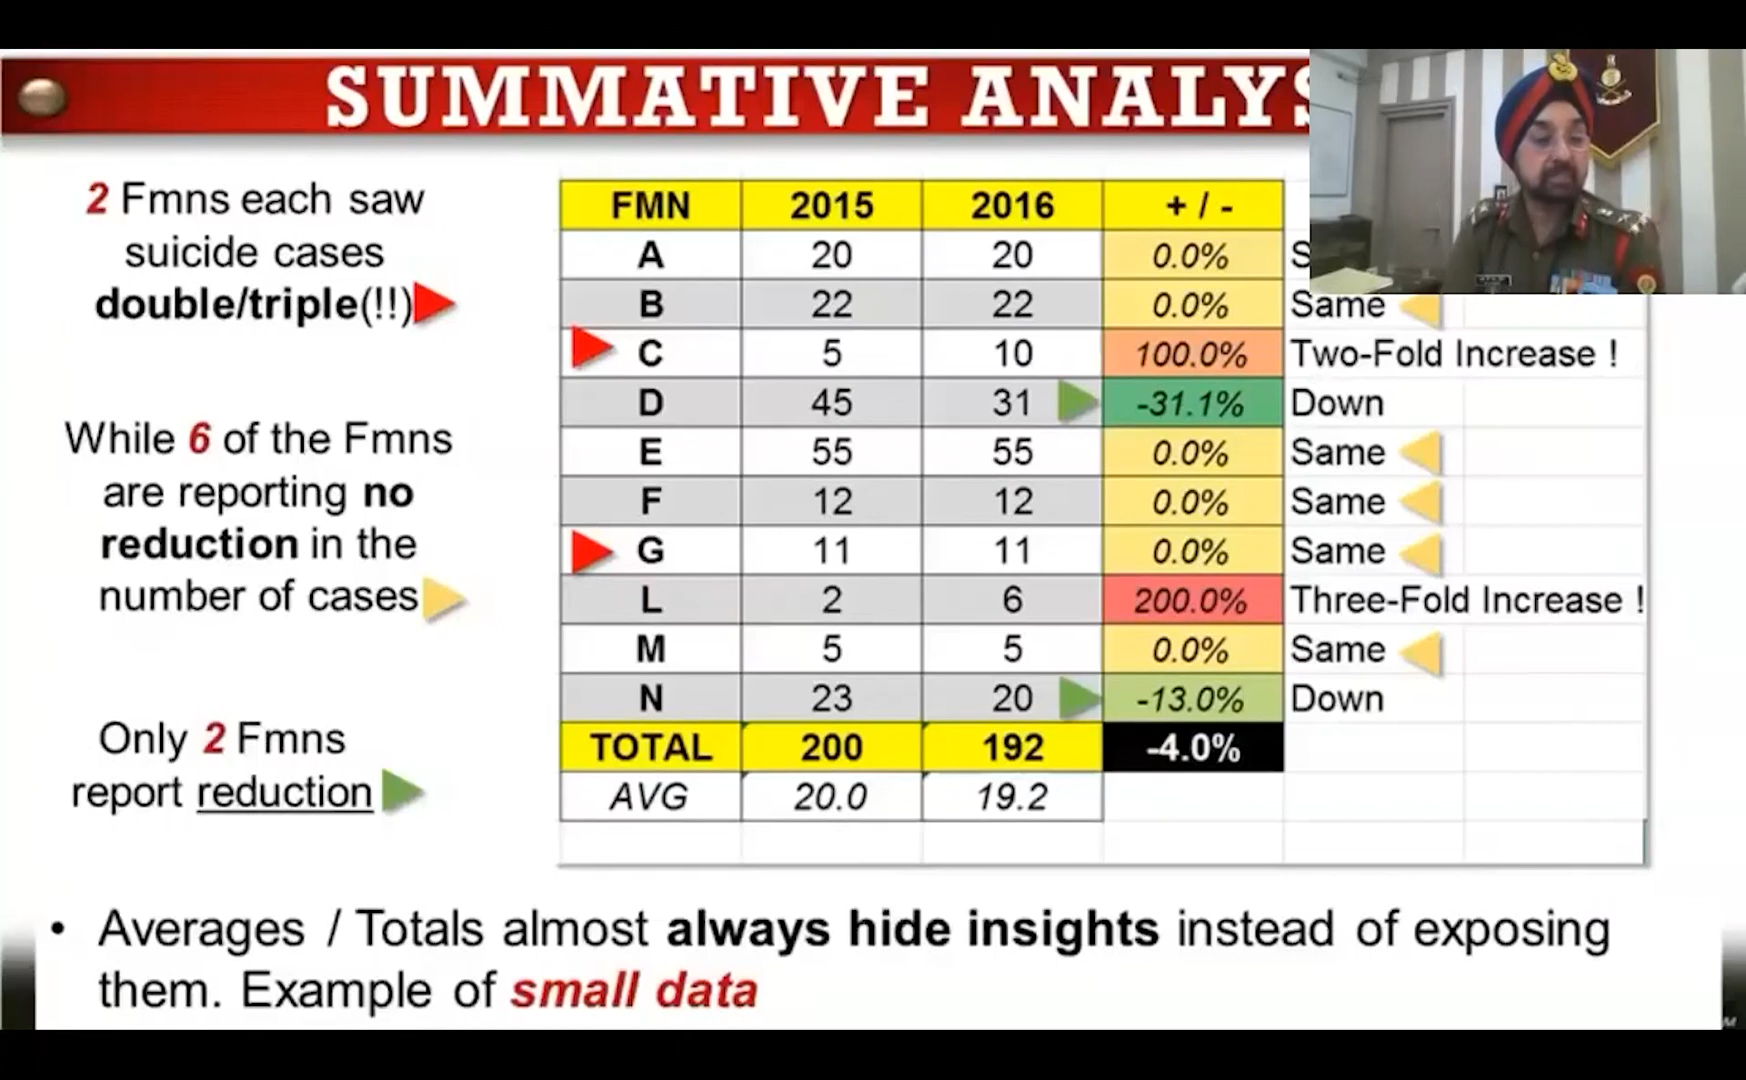 SUMMATIVE ANALYS
2 Fmns each saw
suicide cases
double/triple(!!)
While 6 of the Fmns
are reporting no
reduction in the
number of cases
Only 2 Fmns
report reduction
FMN 2015 2016 + / -
A 20 20 0.0% S
B 22 22 0.0% Same
C 5 10 100.0% Two-Fold Increase !
D 45 31 -31.1% Down
E 55 55 0.0% Same
F 12 12 0.0% Same
G 11 11 0.0% Same
L 2 6 200.0% Three-Fold Increase !
M 5 5 0.0% Same
N 23 20 -13.0% Down
TOTAL 200 192 -4.0%
AVG 20.0 19.2
• Averages / Totals almost always hide insights instead of exposing
them. Example of small data